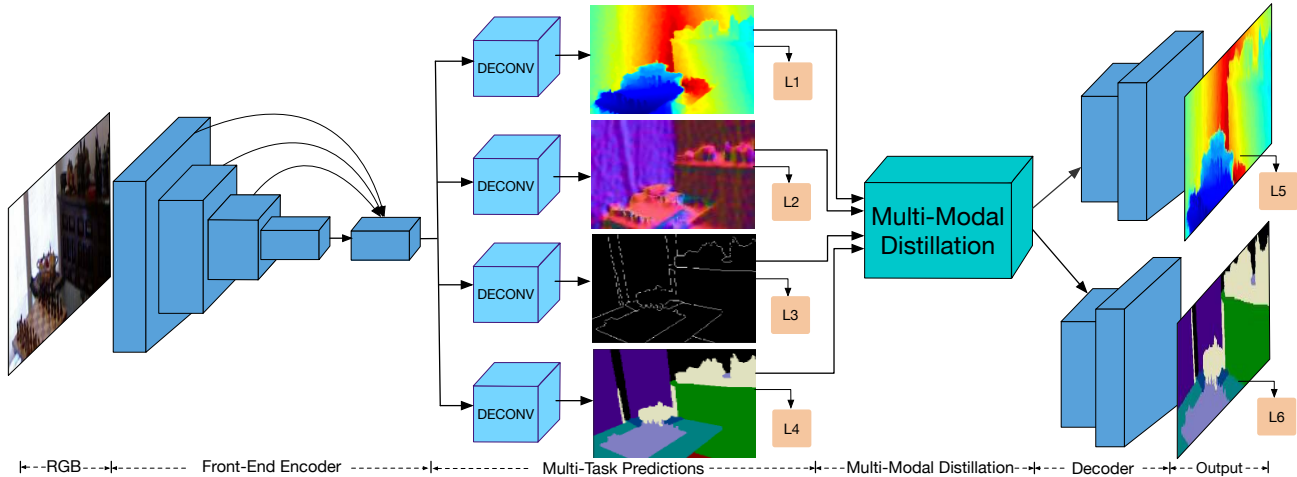 DECONV
L1
DECONV
L2
DECONV
L3
DECONV
L4
Multi-Modal
Distillation
L5
L6
RGB
Front-End Encoder
Multi-Task Predictions
Multi-Modal Distillation
Decoder
Output